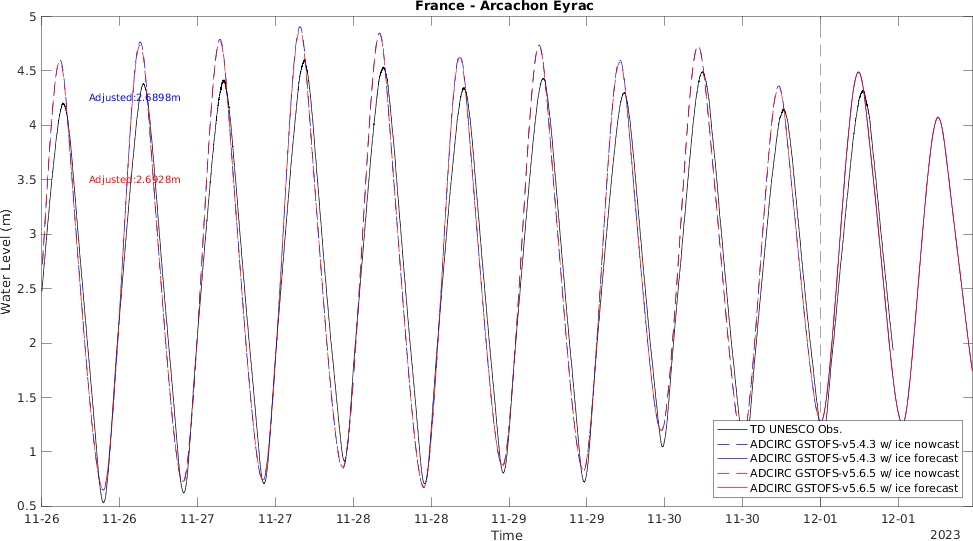 France - Arcachon Eyrac
5
4.5
4
3.5
3
2.5
2
1.5
1
0.5
Water Level (m)
Adjusted:2.6898m
Adjusted:2.6928m
TD UNESCO Obs.
ADCIRC GSTOFS-v5.4.3 w/ ice nowcast
ADCIRC GSTOFS-v5.4.3 w/ ice forecast
ADCIRC GSTOFS-v5.6.5 w/ ice nowcast
ADCIRC GSTOFS-v5.6.5 w/ ice forecast
11-26 11-26 11-27 11-27 11-28 11-28 11-29 11-29 11-30 11-30 12-01 12-01
Time
2023